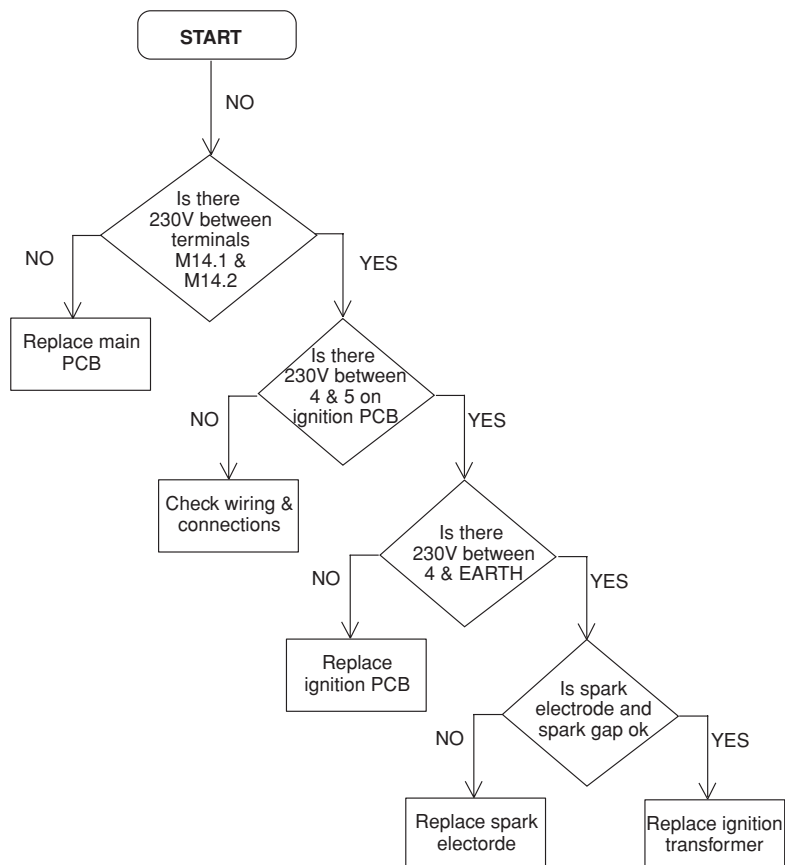 START
NO
Is there
230V between
terminals
M14.1 &
M14.2
NO
YES
Replace main
PCB
Is there
230V between
4 & 5 on
ignition PCB
NO
YES
Check wiring &
connections
Is there
230V between
4 & EARTH
NO
YES
Replace
ignition PCB
Is spark
electrode and
spark gap ok
NO
YES
Replace spark
electorde
Replace ignition
transformer